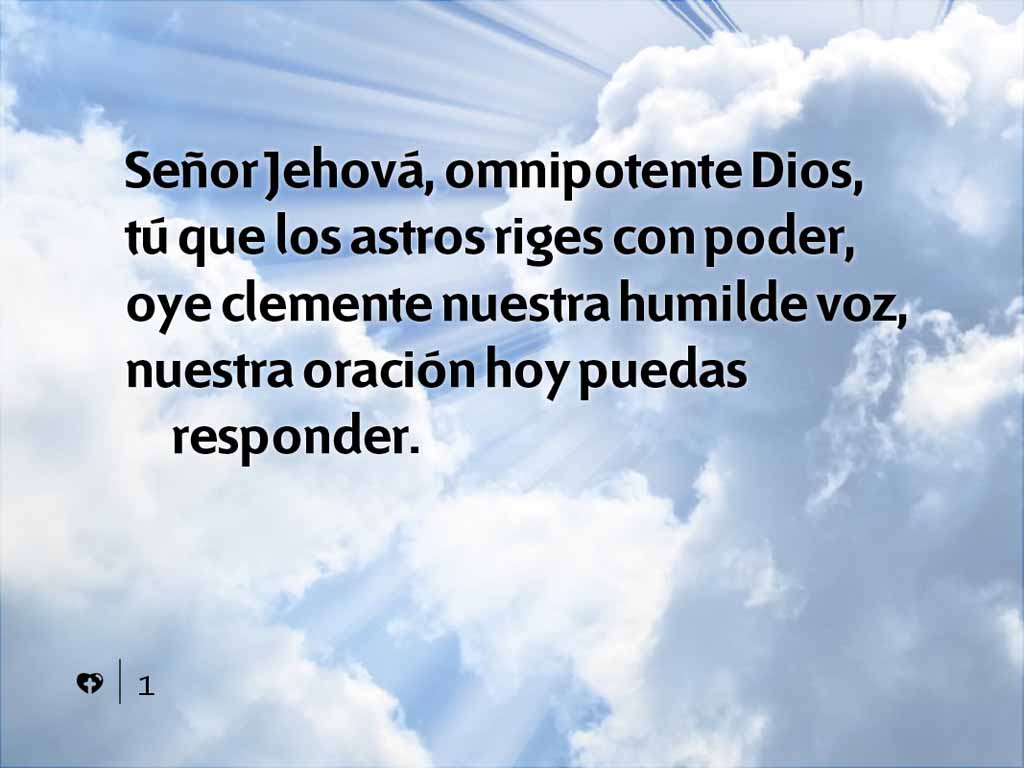 Señor Jehová, omnipotente Dios,
tú que los astros riges con poder,
oye clemente nuestra humilde voz,
nuestra oración hoy puedas
responder.
1